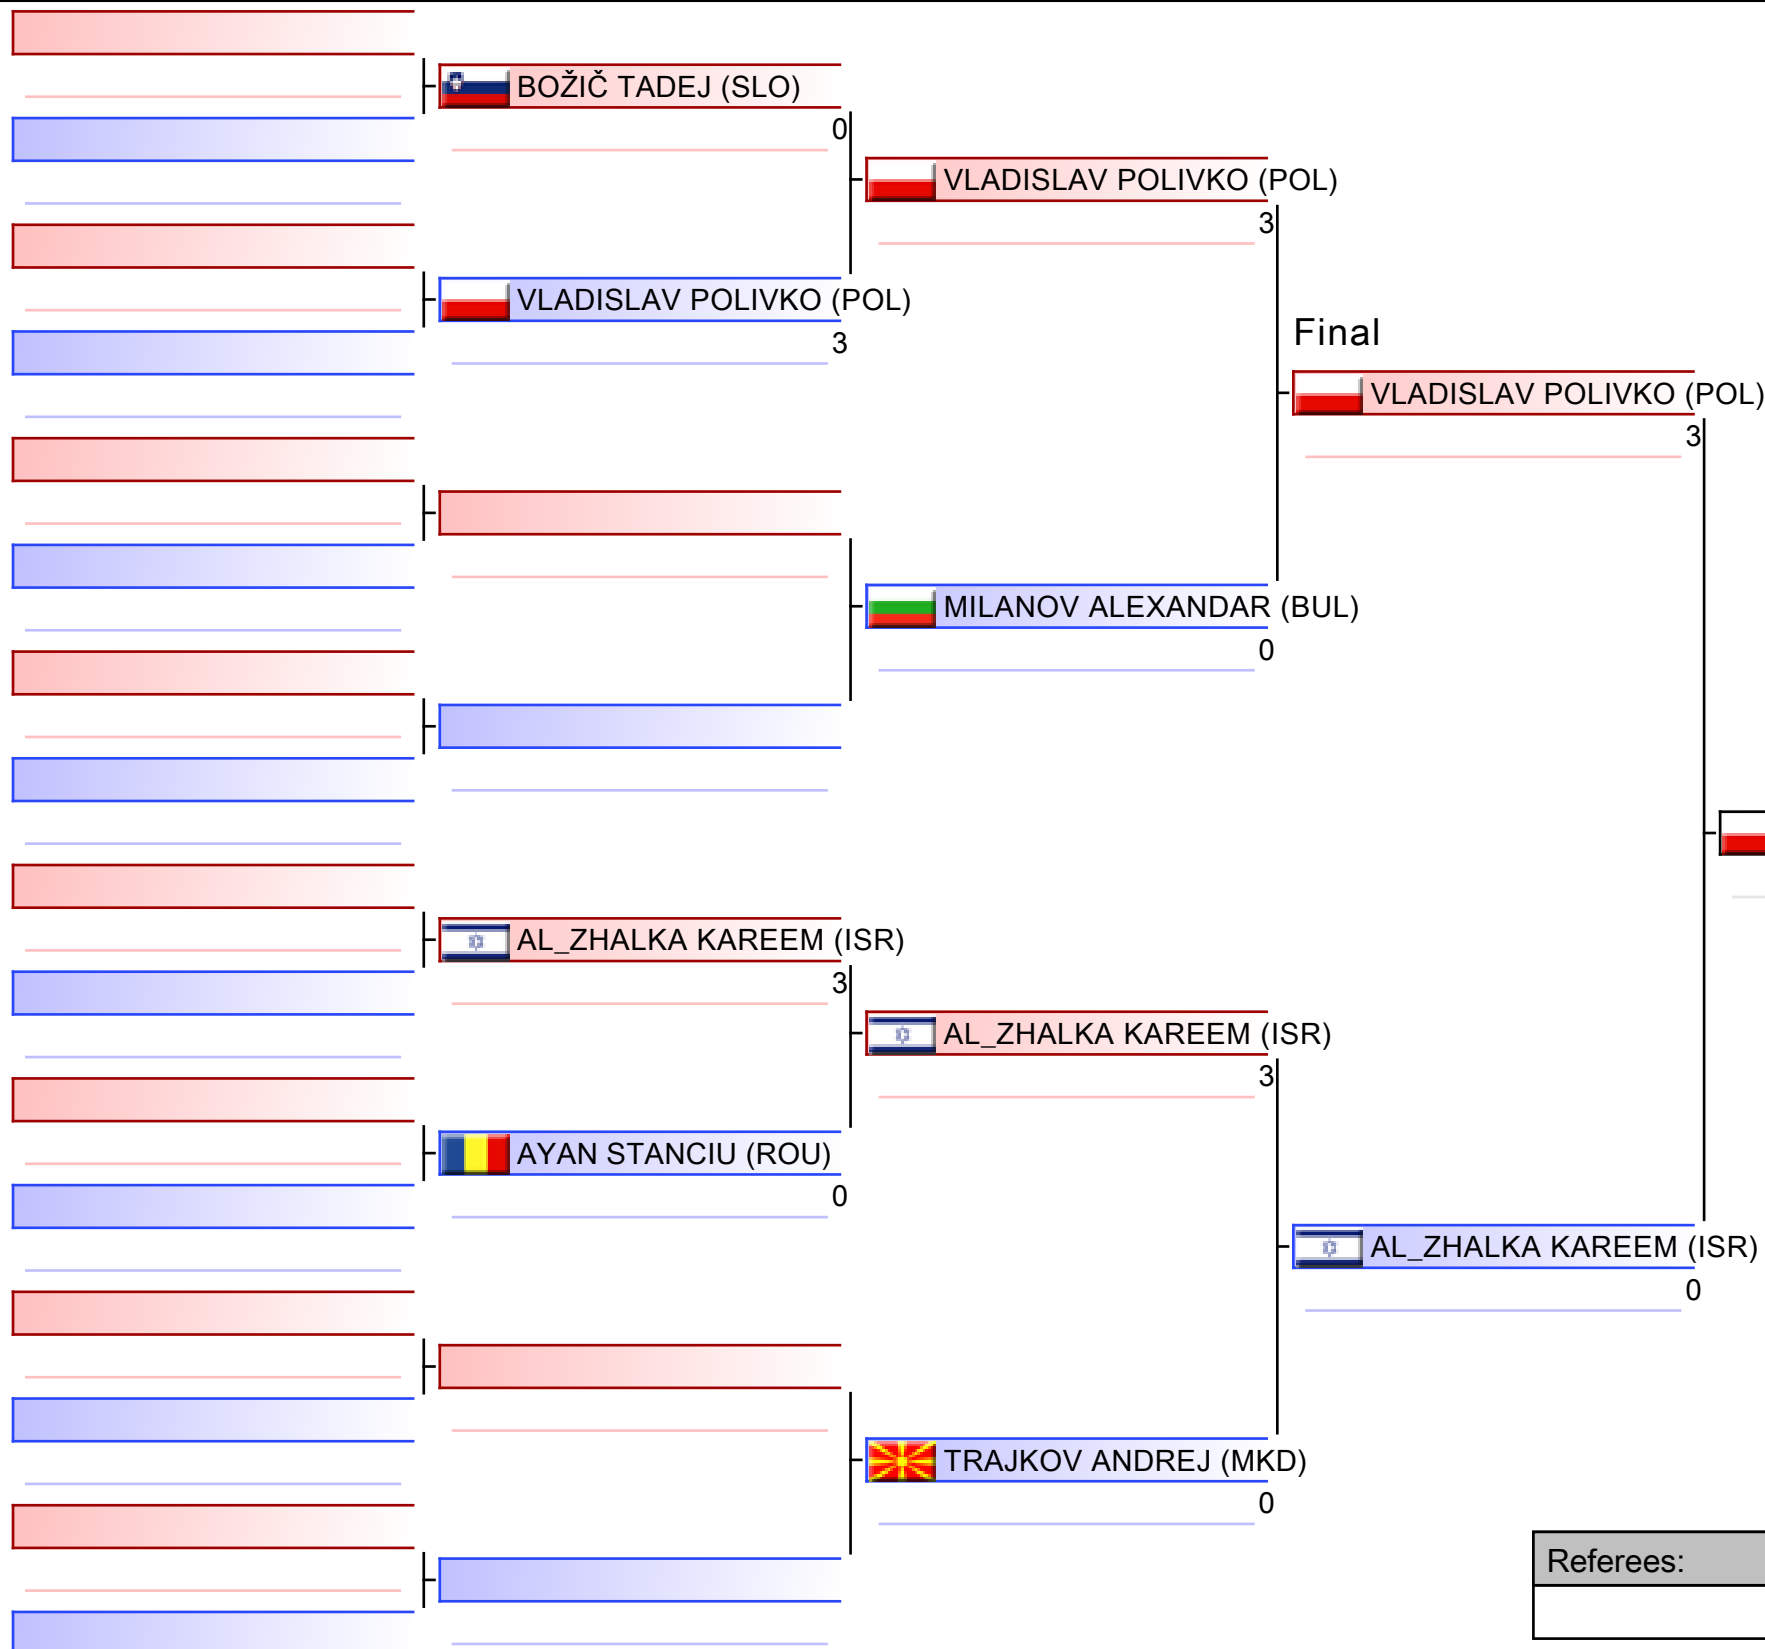 BOŽIČ TADEJ (SLO)
0
VLADISLAV POLIVKO (POL)
3
VLADISLAV POLIVKO (POL)
3
Final
VLADISLAV POLIVKO (POL)
3
MILANOV ALEXANDAR (BUL)
0
AL_ZHALKA KAREEM (ISR)
3
AL_ZHALKA KAREEM (ISR)
3
AYAN STANCIU (ROU)
0
AL_ZHALKA KAREEM (ISR)
0
TRAJKOV ANDREJ (MKD)
0
Referees: